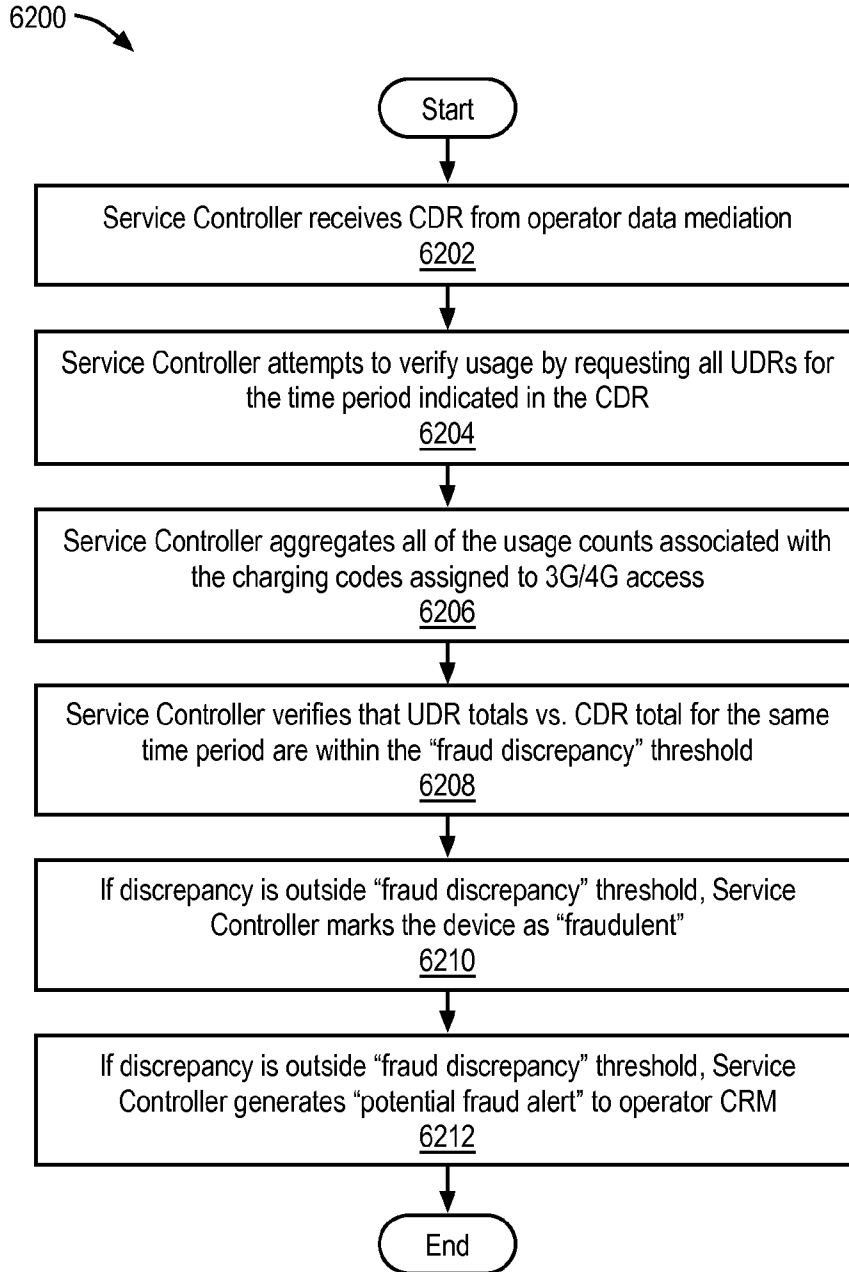 6200
Start
Service Controller receives CDR from operator data mediation
6202
Service Controller attempts to verify usage by requesting all UDRs for
the time period indicated in the CDR
6204
Service Controller aggregates all of the usage counts associated with
the charging codes assigned to 3G/4G access
6206
Service Controller verifies that UDR totals vs. CDR total for the same
time period are within the “fraud discrepancy” threshold
6208
If discrepancy is outside “fraud discrepancy” threshold, Service
Controller marks the device as “fraudulent”
6210
If discrepancy is outside “fraud discrepancy” threshold, Service
Controller generates “potential fraud alert” to operator CRM
6212
End